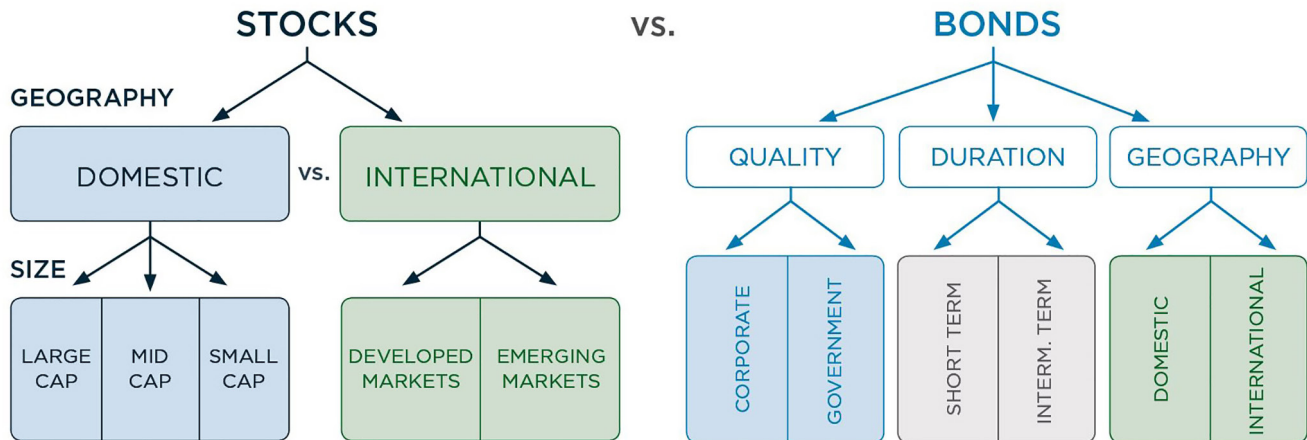 STOCKS
VS.
BONDS
GEOGRAPHY
DOMESTIC
VS.
INTERNATIONAL
SIZE
LARGE
CAP
MID
CAP
SMALL
CAP
DEVELOPED
MARKETS
EMERGING
MARKETS
QUALITY
DURATION
GEOGRAPHY
CORPORATE
GOVERNMENT
SHORT TERM
INTERM. TERM
DOMESTIC
INTERNATIONAL